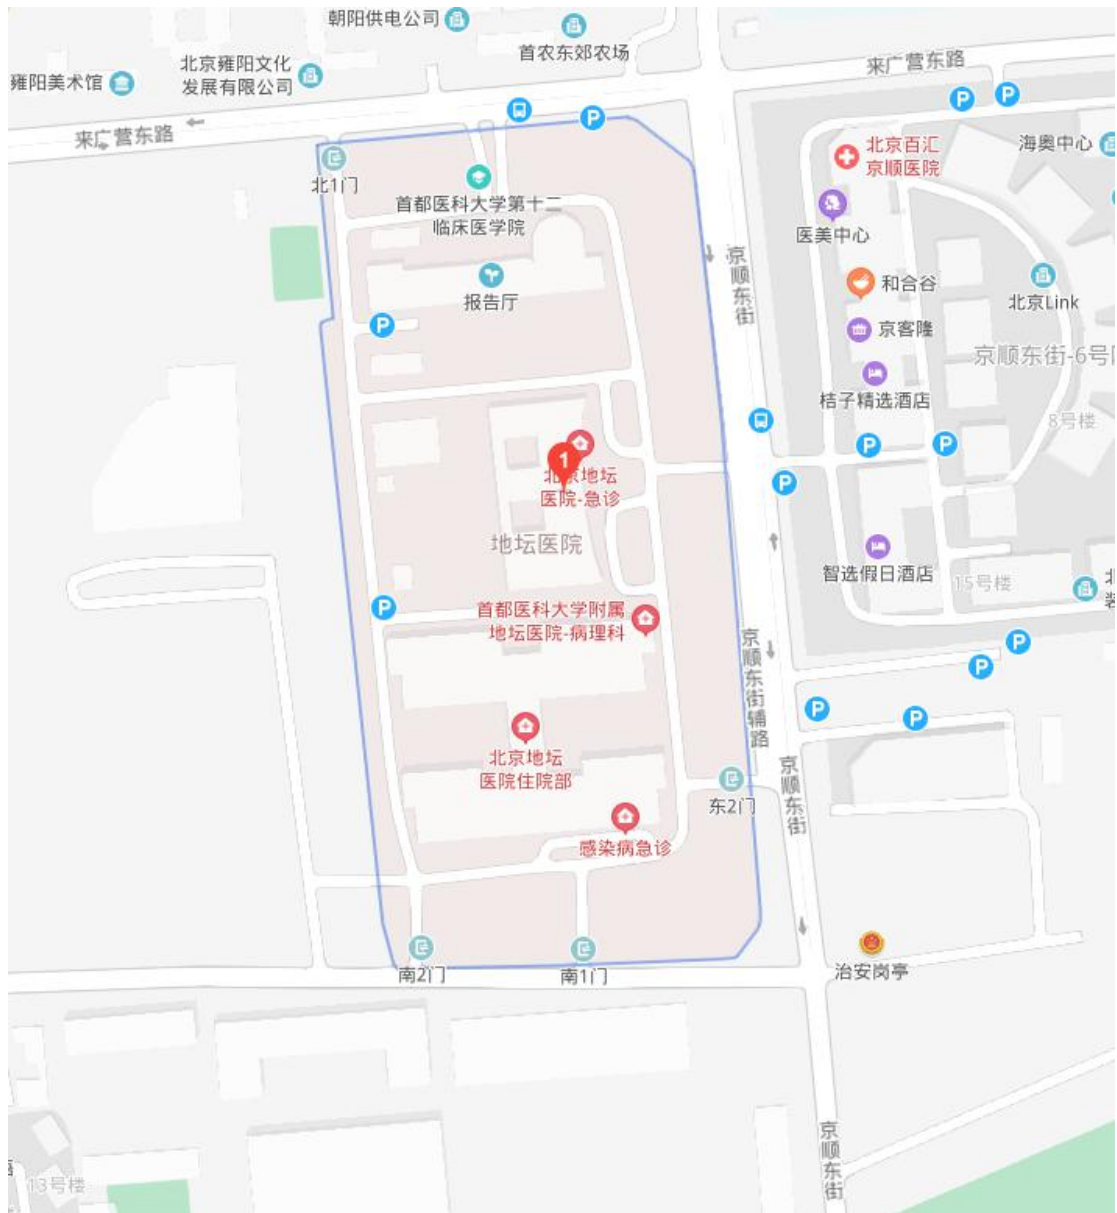 朝阳供电公司
首农东郊农场
来广营东路
北京雍阳文化
发展有限公司
雍阳美术馆
来广营东路
北1门
首都医科大学第十二
临床医学院
报告厅
P
P
P
北京百汇
京顺医院
海奥中心
医美中心
京顺东街
和合谷
北京Link
京客隆
京顺东街-6号
桔子精选酒店
8号楼
P
P
P
P
1
北京地坛
医院-急诊
地坛医院
智选假日酒店
15号楼
北
装
P
首都医科大学附属
地坛医院-病理科
京顺东街辅路
P
P
P
P
北京地坛
医院住院部
东2门
京顺东街
感染病急诊
南2门
南1门
治安岗亭
京顺东街
13号楼